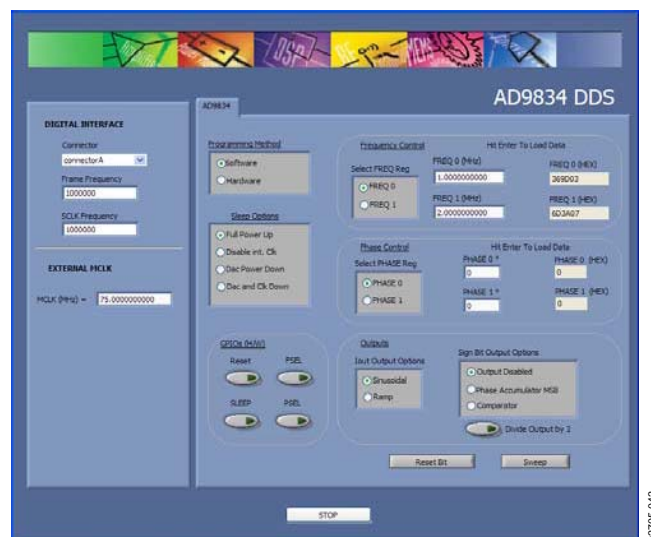 DSP
MEMS
AD9834 DDS
AD9834
DIGITAL INTERFACE
Connector
connectorA
Frame Frequency
1000000
SCLK Frequency
1000000
EXTERNAL MCLK
MCLK (MHz) = 75.0000000000
Programming Method
Software
Hardware
Sleep Options
Full Power Up
Disable int. Clk
Dac Power Down
Dac and Clk Down
GPIOs (H/W)
Reset PSEL
SLEEP PSEL
Frequency Control Hit Enter To Load Data
Select FREQ Reg
FREQ 0
FREQ 1
FREQ 0 (MHz) FREQ 0 (HEX)
1.0000000000 369D03
FREQ 1 (MHz) FREQ 1 (HEX)
2.0000000000 6D3A07
Phase Control Hit Enter To Load Data
Select PHASE Reg
PHASE 0
PHASE 1
PHASE 0 ° PHASE 0 (HEX)
0 0
PHASE 1 ° PHASE 1 (HEX)
0 0
Outputs
Iout Output Options
Sinusoidal
Ramp
Sign Bit Output Options
Output Disabled
Phase Accumulator MSB
Comparator
Divide Output by 2
Reset Bit Sweep
STOP